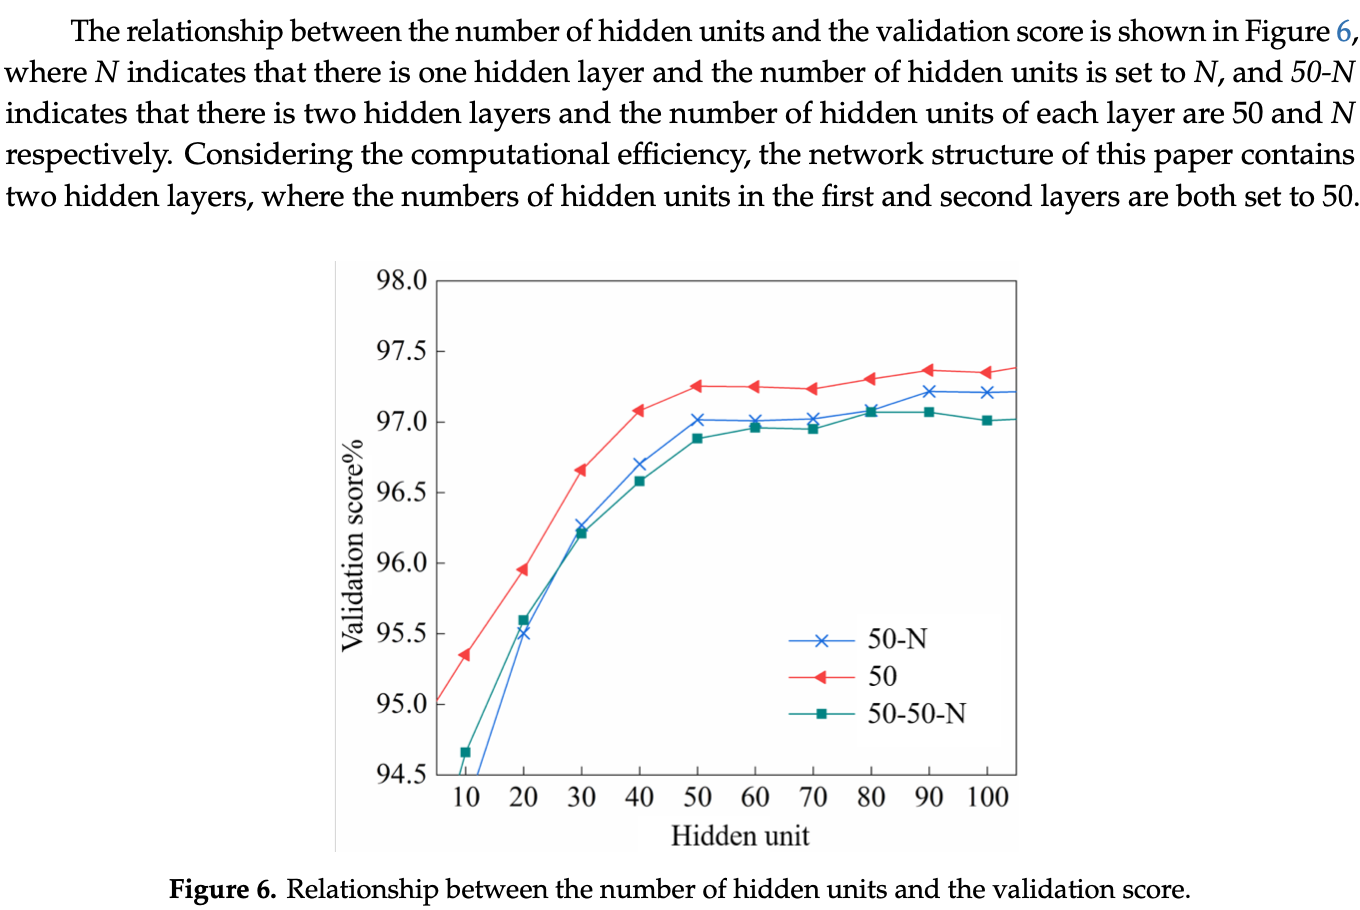 The relationship between the number of hidden units and the validation score is shown in Figure 6,
where N indicates that there is one hidden layer and the number of hidden units is set to N, and 50-N
indicates that there is two hidden layers and the number of hidden units of each layer are 50 and N
respectively. Considering the computational efficiency, the network structure of this paper contains
two hidden layers, where the numbers of hidden units in the first and second layers are both set to 50.
98.0
97.5
97.0
96.5
96.0
95.5
95.0
94.5
Validation score%
50-N
50
50-50-N
10 20 30 40 50 60 70 80 90 100
Hidden unit
Figure 6. Relationship between the number of hidden units and the validation score.